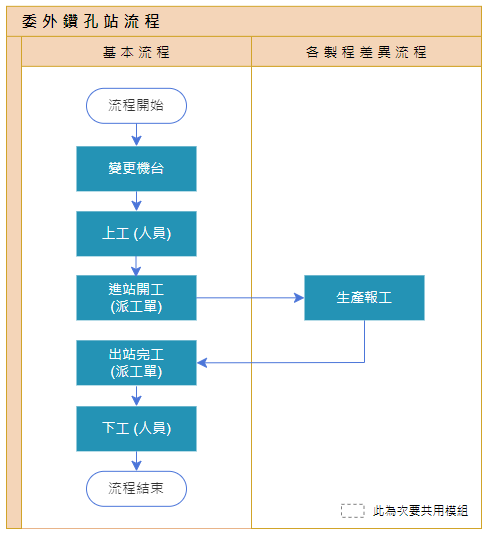 委外鑽孔站流程
基本流程
各製程差異流程
流程開始
變更機台
上工 (人員)
進站開工
(派工單)
生產報工
出站完工
(派工單)
下工 (人員)
流程結束
此為次要共用模組